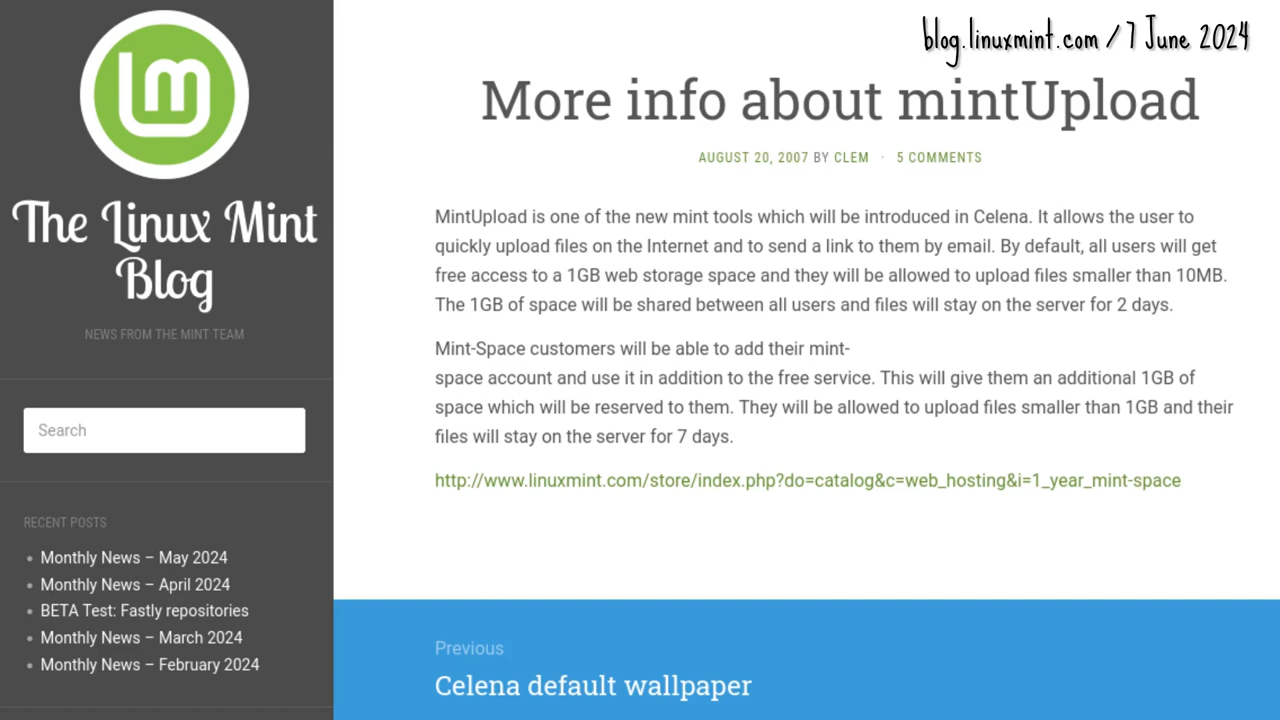 blog.linuxmint.com / 7 June 2024
lm
The Linux Mint
Blog
NEWS FROM THE MINT TEAM
Search
RECENT POSTS
Monthly News – May 2024
Monthly News – April 2024
BETA Test: Fastly repositories
Monthly News – March 2024
Monthly News – February 2024
More info about mintUpload
AUGUST 20, 2007 BY CLEM · 5 COMMENTS
MintUpload is one of the new mint tools which will be introduced in Celena. It allows the user to
quickly upload files on the Internet and to send a link to them by email. By default, all users will get
free access to a 1GB web storage space and they will be allowed to upload files smaller than 10MB.
The 1GB of space will be shared between all users and files will stay on the server for 2 days.
Mint-Space customers will be able to add their mint-
space account and use it in addition to the free service. This will give them an additional 1GB of
space which will be reserved to them. They will be allowed to upload files smaller than 1GB and their
files will stay on the server for 7 days.
http://www.linuxmint.com/store/index.php?do=catalog&c=web_hosting&i=1_year_mint-space
Previous
Celena default wallpaper